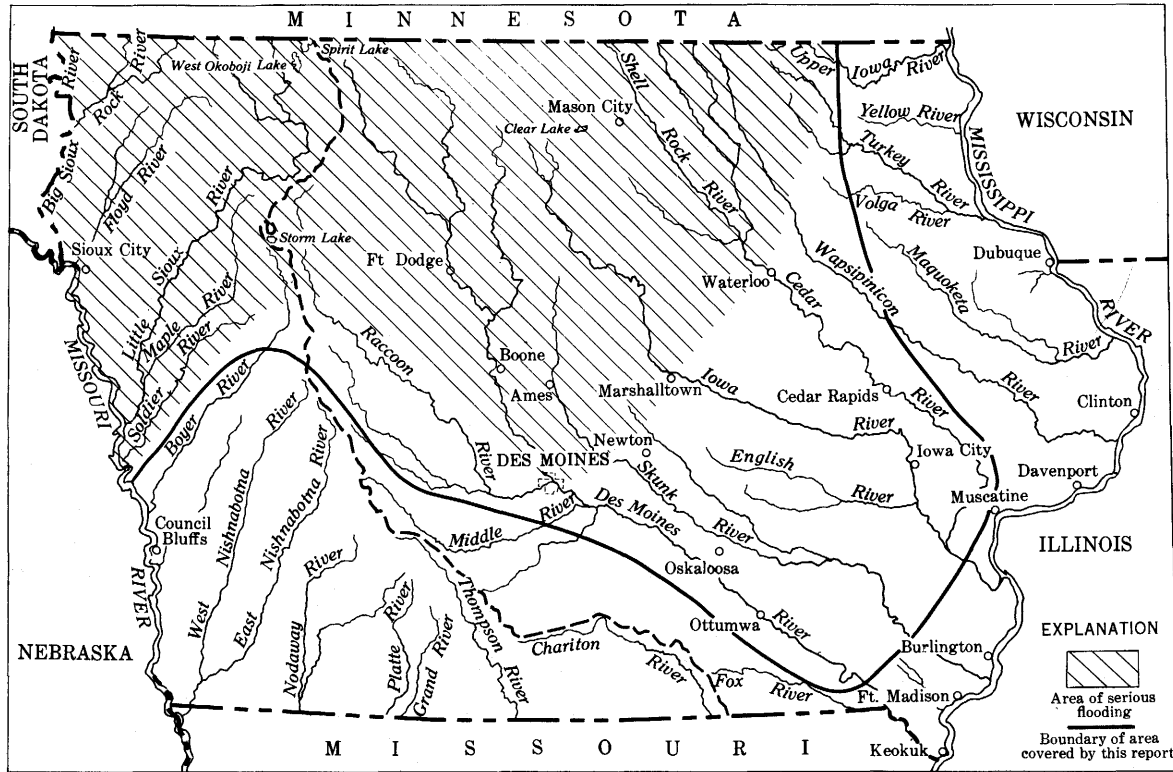 MINNESOTA
SOUTH DAKOTA
Big Sioux River
Rock River
West Okoboji Lake
Spirit Lake
Floyd River
Little Sioux River
Sioux City
Storm Lake
Maple River
Soldier River
MISSOURI RIVER
Boyer River
Ft Dodge
Clear Lake
Mason City
Shell Rock River
Upper Iowa River
Yellow River
WISCONSIN
Turkey River
MISSISSIPPI RIVER
Volga River
Dubuque
Maquoketa River
Wapsipinicon River
Waterloo
Cedar River
Raccoon River
Boone
Ames
Marshalltown
Iowa River
Cedar Rapids
Clinton
Newton
Skunk River
English River
Iowa City
Davenport
Muscatine
DES MOINES
Des Moines River
Middle River
Council Bluffs
West Nishnabotna River
East Nishnabotna River
Nodaway River
Platte River
Grand River
Thompson River
Chariton River
Oskaloosa
Ottumwa
Fox River
ILLINOIS
Burlington
Ft. Madison
Keokuk
NEBRASKA
MISSOURI
EXPLANATION
Area of serious
flooding
Boundary of area
covered by this report